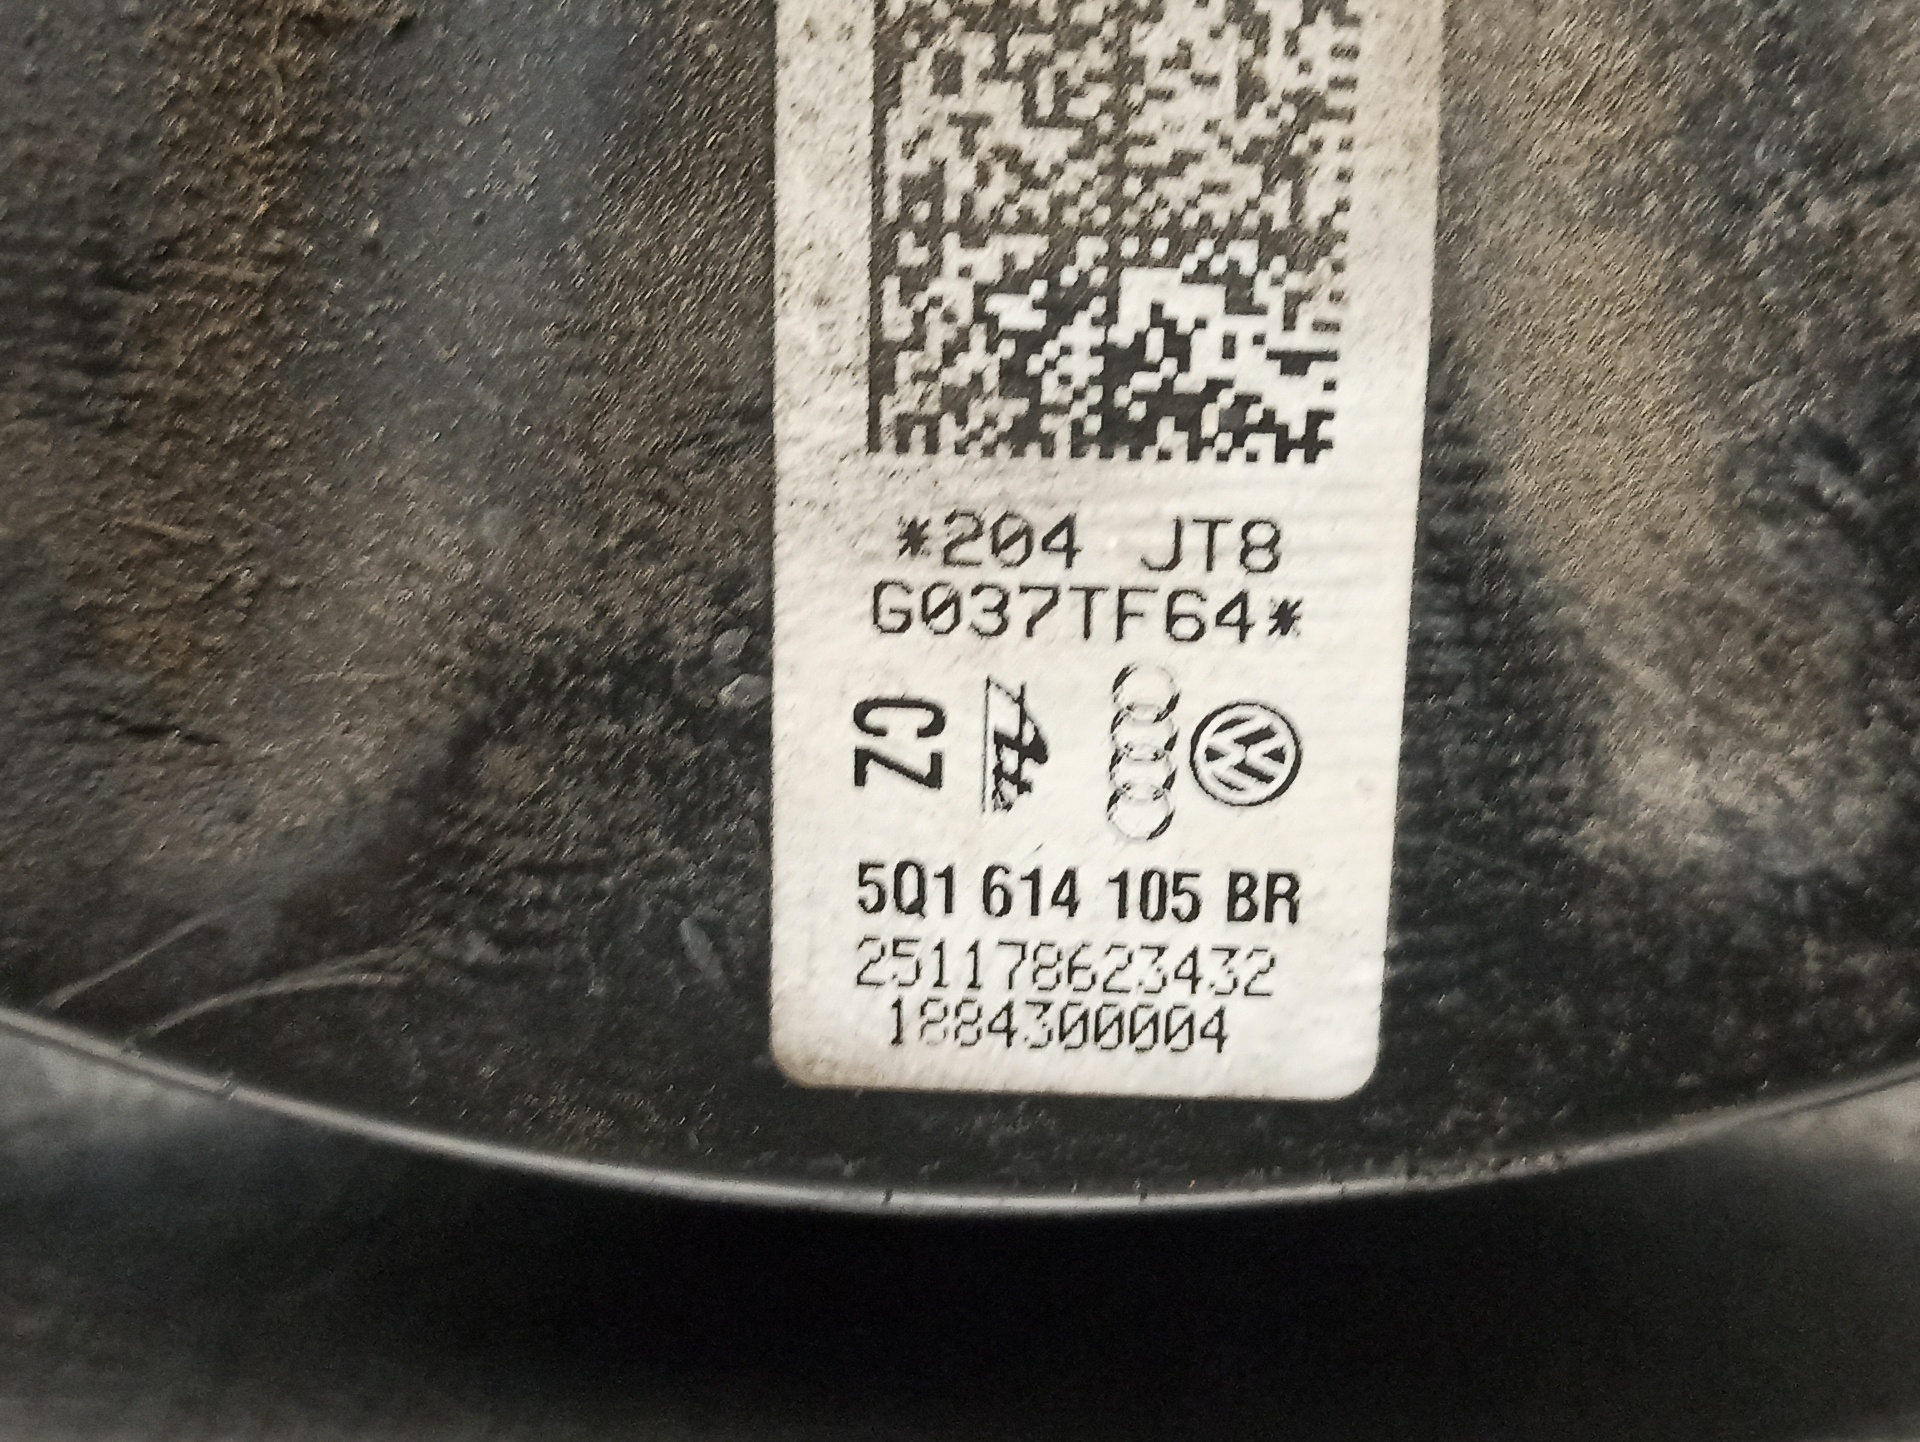 *204 JT8
G037TF64*
CZ
5Q1 614 105 BR
251178623432
1884300004